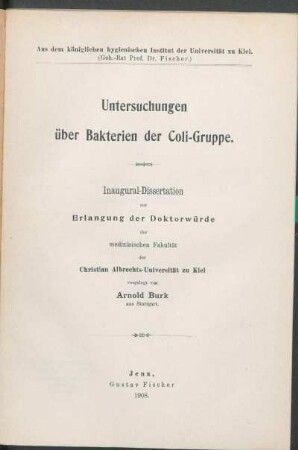 Aus dem königlichen hygienischen Institut der Universität zu Kiel.
(Geh.-Rat Prof. Dr. Fischer.)
Untersuchungen
über Bakterien der Coli-Gruppe.
Inaugural-Dissertation
zur
Erlangung der Doktorwürde
der
medizinischen Fakultät
der
Christian Albrechts-Universität zu Kiel
vorgelegt von
Arnold Burk
aus Stuttgart.
Jena.
Gustav Fischer
1908.